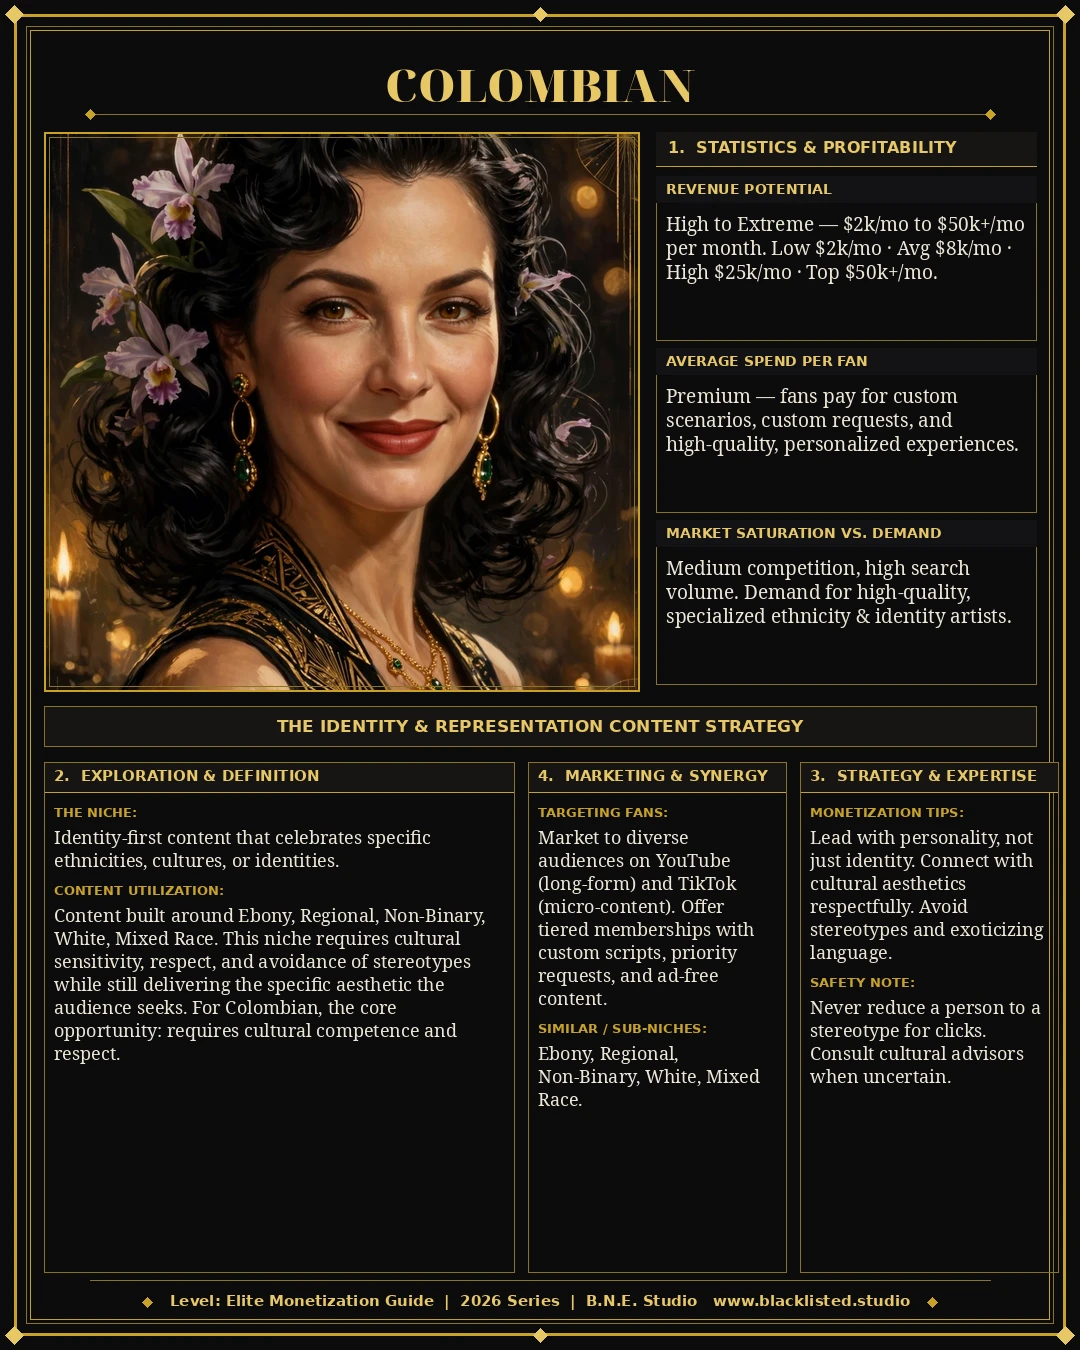 COLOMBIAN
1. STATISTICS & PROFITABILITY
REVENUE POTENTIAL
High to Extreme — $2k/mo to $50k+/mo
per month. Low $2k/mo · Avg $8k/mo ·
High $25k/mo · Top $50k+/mo.
AVERAGE SPEND PER FAN
Premium — fans pay for custom
scenarios, custom requests, and
high-quality, personalized experiences.
MARKET SATURATION VS. DEMAND
Medium competition, high search
volume. Demand for high-quality,
specialized ethnicity & identity artists.
THE IDENTITY & REPRESENTATION CONTENT STRATEGY
2. EXPLORATION & DEFINITION
THE NICHE:
Identity-first content that celebrates specific
ethnicities, cultures, or identities.
CONTENT UTILIZATION:
Content built around Ebony, Regional, Non-Binary,
White, Mixed Race. This niche requires cultural
sensitivity, respect, and avoidance of stereotypes
while still delivering the specific aesthetic the
audience seeks. For Colombian, the core
opportunity: requires cultural competence and
respect.
4. MARKETING & SYNERGY
TARGETING FANS:
Market to diverse
audiences on YouTube
(long-form) and TikTok
(micro-content). Offer
tiered memberships with
custom scripts, priority
requests, and ad-free
content.
SIMILAR / SUB-NICHES:
Ebony, Regional,
Non-Binary, White, Mixed
Race.
3. STRATEGY & EXPERTISE
MONETIZATION TIPS:
Lead with personality, not
just identity. Connect with
cultural aesthetics
respectfully. Avoid
stereotypes and exoticizing
language.
SAFETY NOTE:
Never reduce a person to a
stereotype for clicks.
Consult cultural advisors
when uncertain.
Level: Elite Monetization Guide | 2026 Series | B.N.E. Studio www.blacklisted.studio